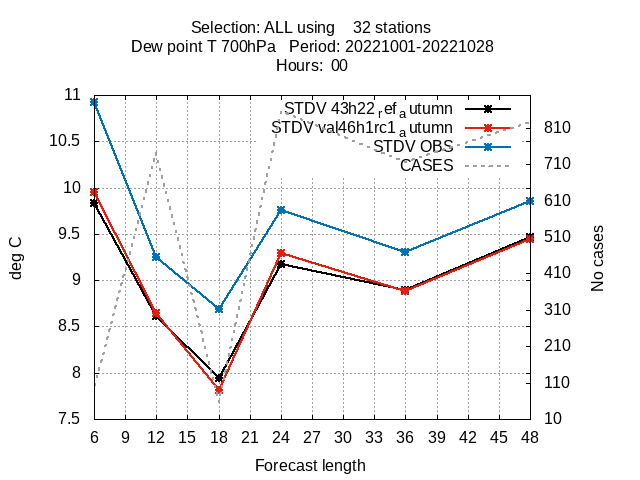 Selection: ALL using    32 stations
Dew point T 700hPa   Period: 20221001-20221028
Hours:  00
STDV 43h22_ref_autumn
STDV val46h1rc1_autumn
STDV OBS
CASES
deg C
11
10.5
10
9.5
9
8.5
8
7.5
810
710
610
510
410
310
210
110
10
No cases
6 9 12 15 18 21 24 27 30 33 36 39 42 45 48
Forecast length